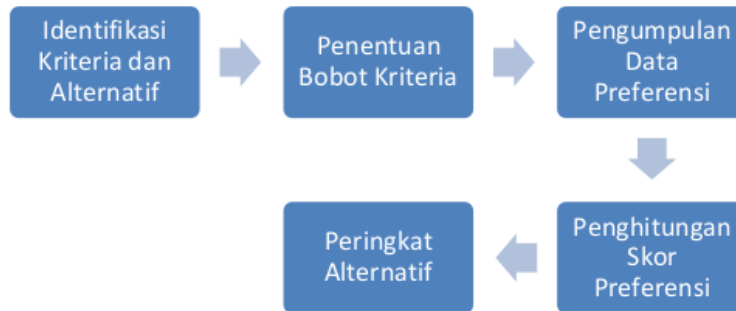 Identifikasi
Kriteria dan
Alternatif
Penentuan
Bobot Kriteria
Pengumpulan
Data
Preferensi
Penghitungan
Skor
Preferensi
Peringkat
Alternatif